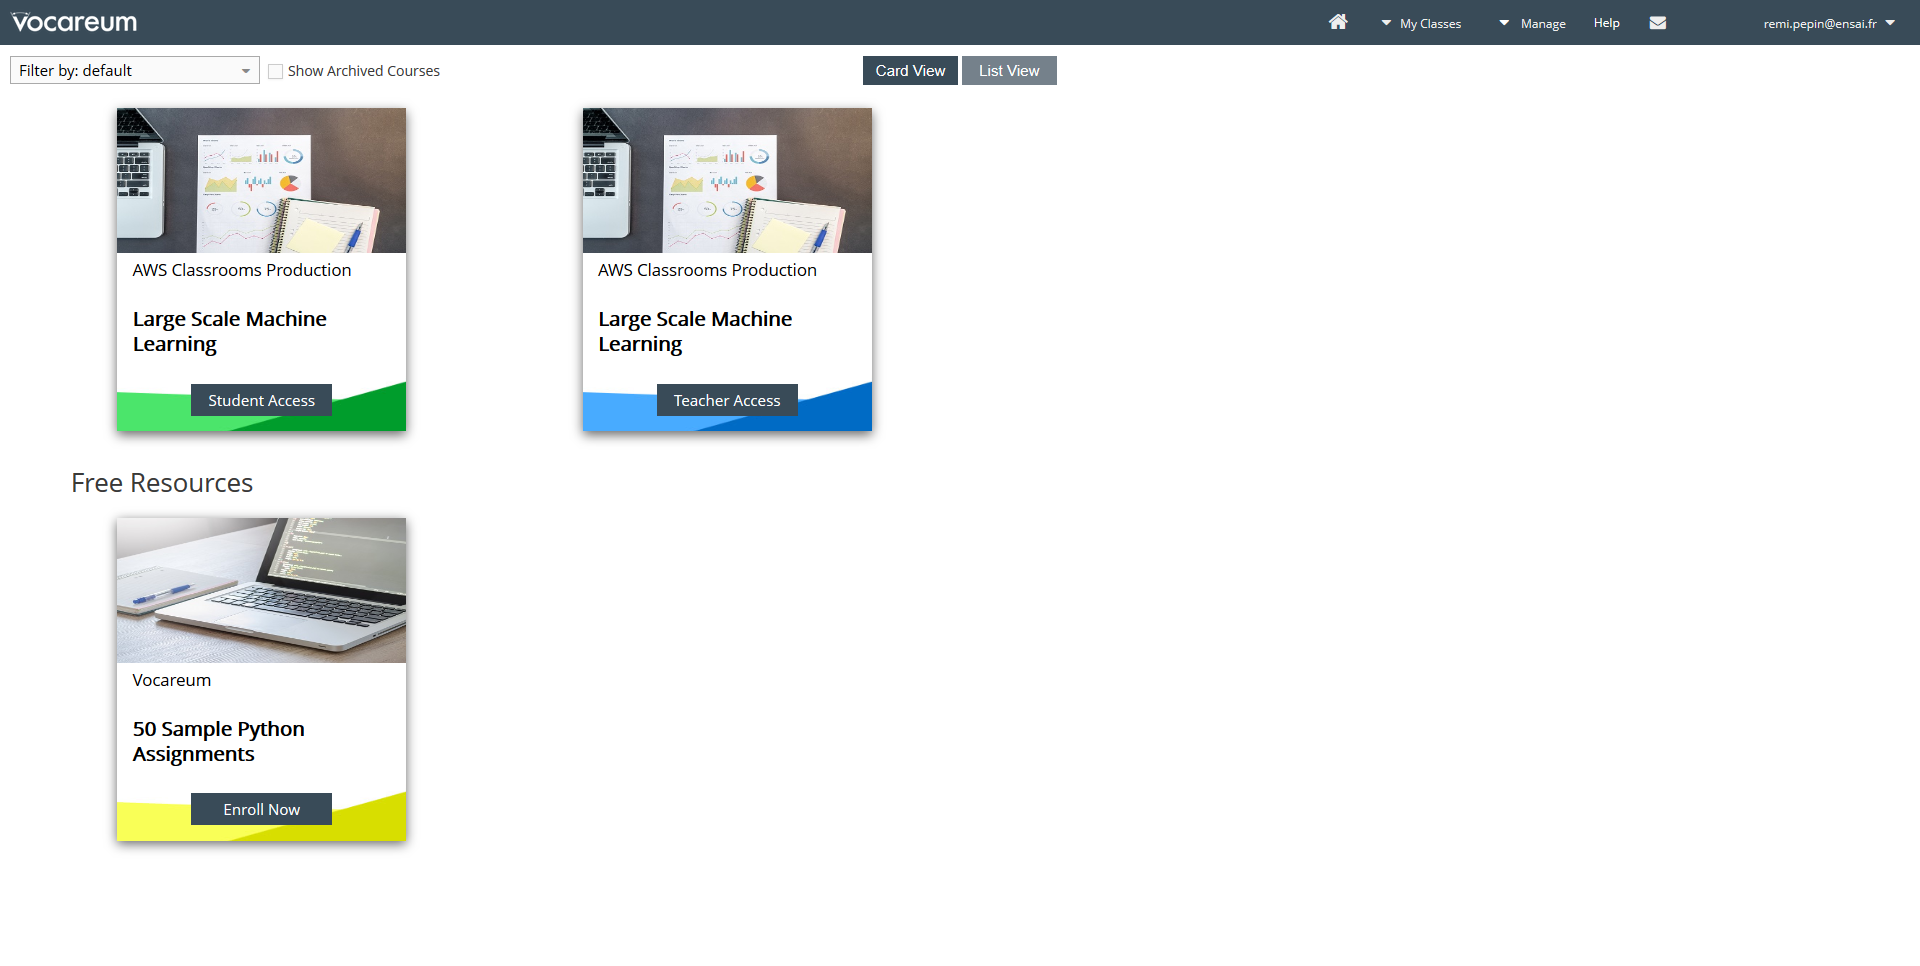 vocareum
My Classes
Manage
Help
remi.pepin@ensai.fr
Filter by: default
Show Archived Courses
Card View
List View
AWS Classrooms Production
Large Scale Machine
Learning
Student Access
AWS Classrooms Production
Large Scale Machine
Learning
Teacher Access
Free Resources
Vocareum
50 Sample Python
Assignments
Enroll Now